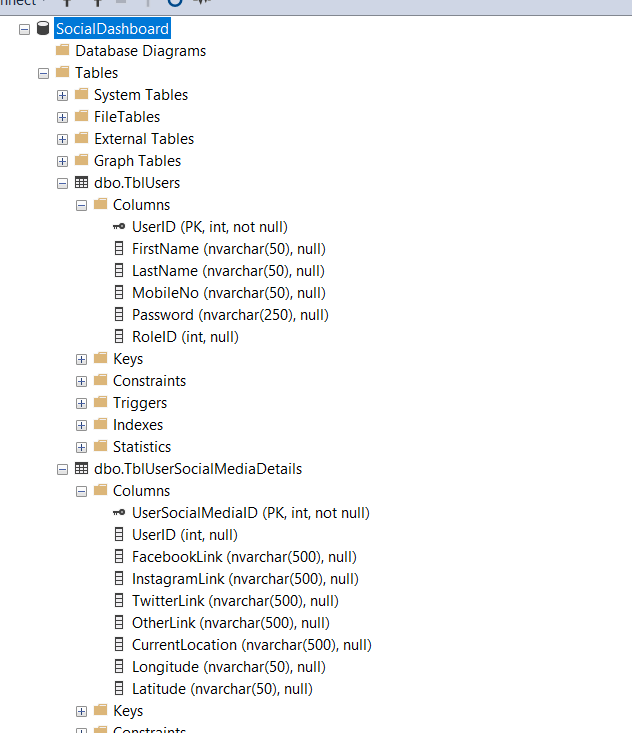 SocialDashboard
Database Diagrams
Tables
System Tables
FileTables
External Tables
Graph Tables
dbo.TblUsers
Columns
UserID (PK, int, not null)
FirstName (nvarchar(50), null)
LastName (nvarchar(50), null)
MobileNo (nvarchar(50), null)
Password (nvarchar(250), null)
RoleID (int, null)
Keys
Constraints
Triggers
Indexes
Statistics
dbo.TblUserSocialMediaDetails
Columns
UserSocialMediaID (PK, int, not null)
UserID (int, null)
FacebookLink (nvarchar(500), null)
InstagramLink (nvarchar(500), null)
TwitterLink (nvarchar(500), null)
OtherLink (nvarchar(500), null)
CurrentLocation (nvarchar(500), null)
Longitude (nvarchar(50), null)
Latitude (nvarchar(50), null)
Keys
Constraints